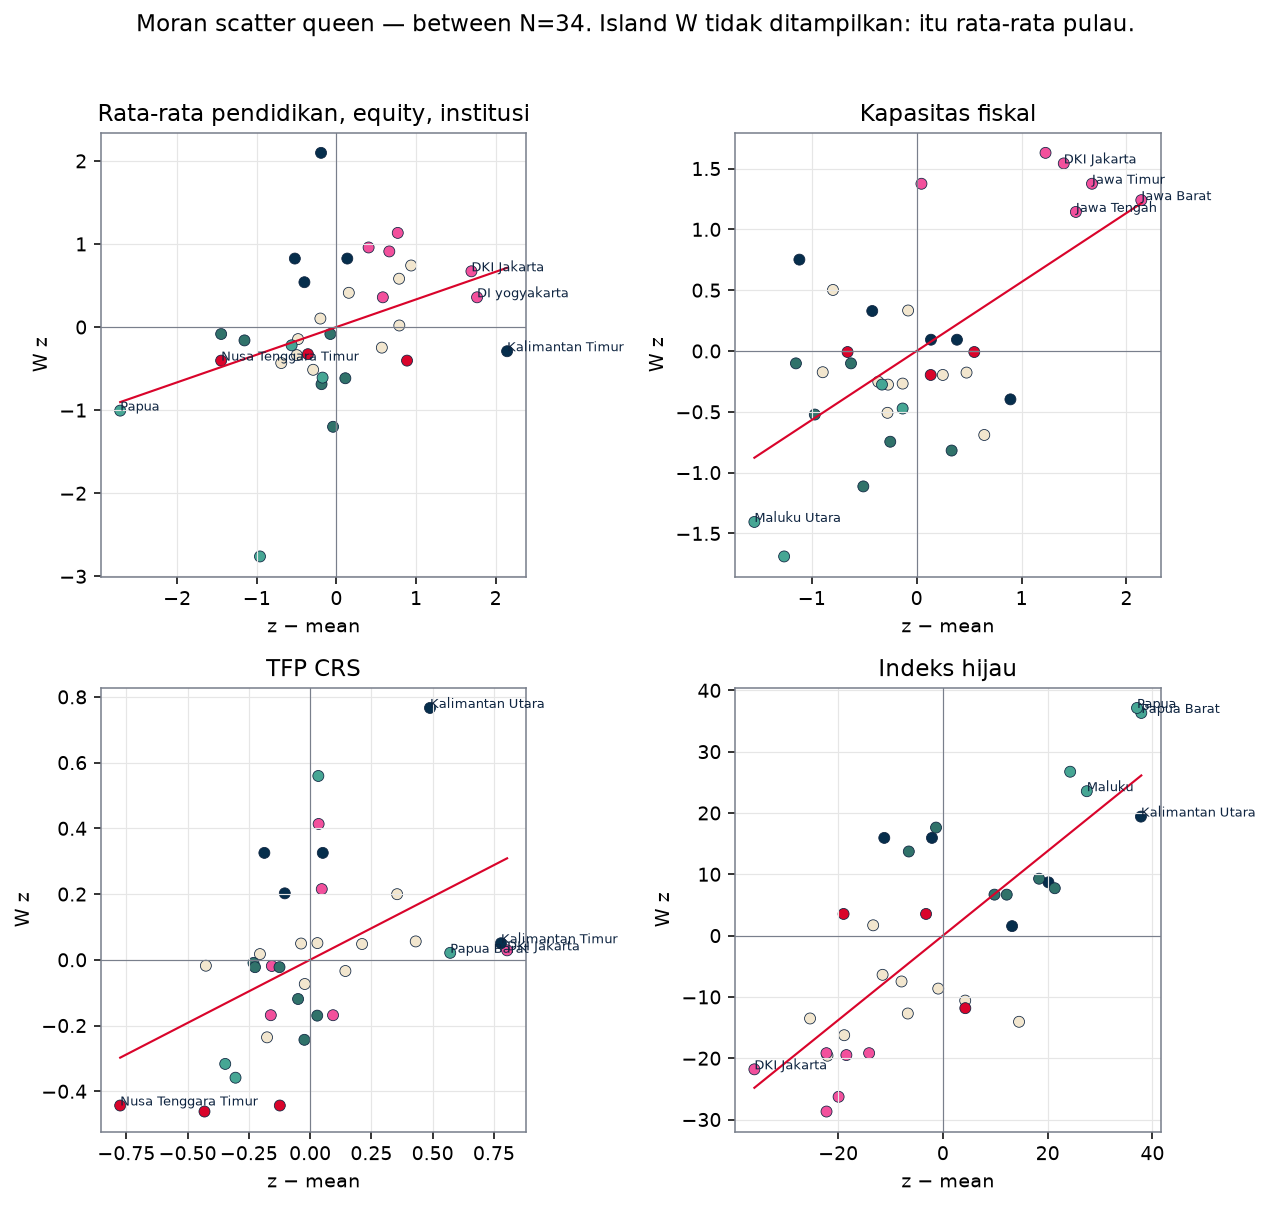 Moran scatter queen — between N=34. Island W tidak ditampilkan: itu rata-rata pulau.
Rata-rata pendidikan, equity, institusi
2
1
0
−1
−2
−3
W z
DKI Jakarta
DI yogyakarta
Kalimantan Timur
Nusa Tenggara Timur
Papua
−2
−1
0
1
2
z − mean
Kapasitas fiskal
1.5
1.0
0.5
0.0
−0.5
−1.0
−1.5
W z
DKI Jakarta
Jawa Timur
Jawa Barat
Jawa Tengah
Maluku Utara
−1
0
1
2
z − mean
TFP CRS
0.8
0.6
0.4
0.2
0.0
−0.2
−0.4
W z
Kalimantan Utara
Kalimantan Timur
Papua Barat
DKI Jakarta
Nusa Tenggara Timur
−0.75
−0.50
−0.25
0.00
0.25
0.50
0.75
z − mean
Indeks hijau
40
30
20
10
0
−10
−20
−30
W z
Papua
Papua Barat
Maluku
Kalimantan Utara
DKI Jakarta
−20
0
20
40
z − mean